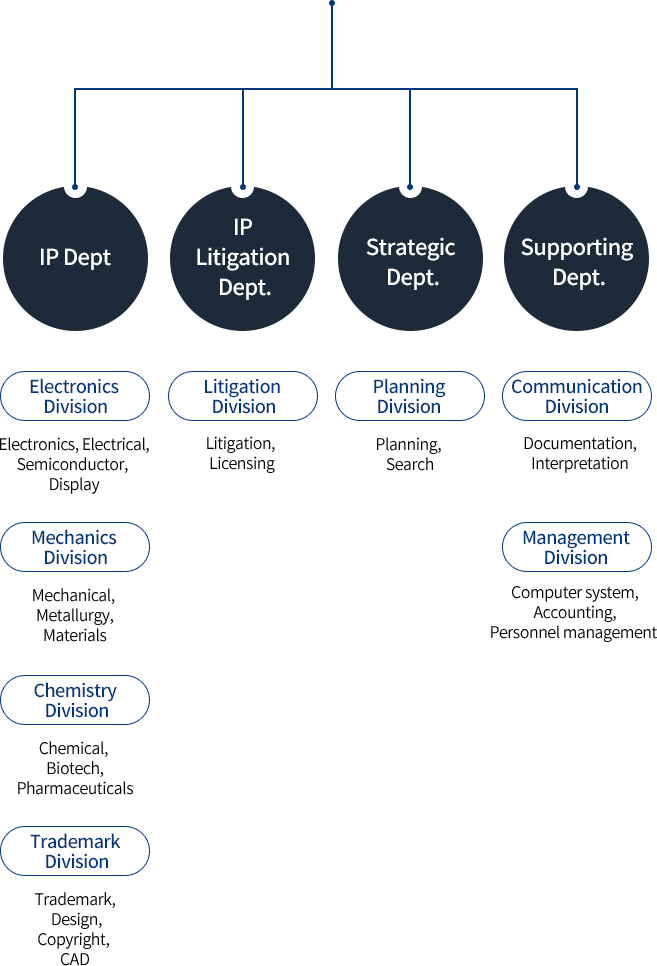 IP Dept
IP
Litigation
Dept.
Strategic
Dept.
Supporting
Dept.
Electronics
Division
Electronics, Electrical,
Semiconductor,
Display
Mechanics
Division
Mechanical,
Metallurgy,
Materials
Chemistry
Division
Chemical,
Biotech,
Pharmaceuticals
Trademark
Division
Trademark,
Design,
Copyright,
CAD
Litigation
Division
Litigation,
Licensing
Planning
Division
Planning,
Search
Communication
Division
Documentation,
Interpretation
Management
Division
Computer system,
Accounting,
Personnel management